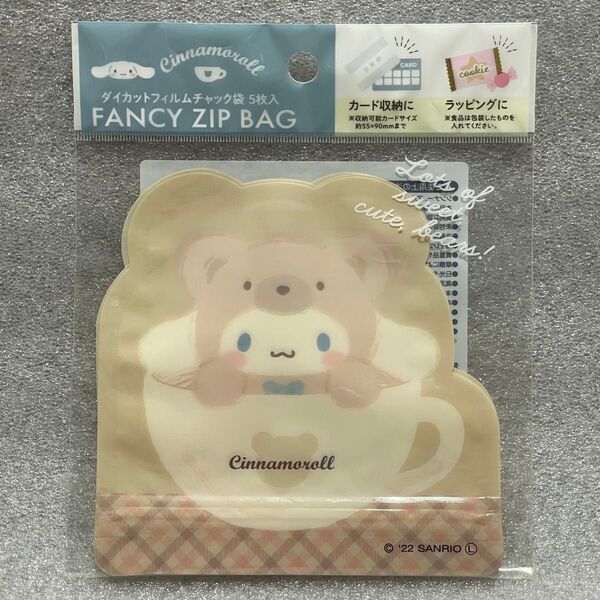 Cinnamoroll
ダイカットフィルムチャック袋 5枚入
FANCY ZIP BAG
CARD
カード収納に
※収納可能カードサイズ
約55×90mmまで
cookie
ラッピングに
※食品は包装したものを
入れてください。
Lots of
sweet
cute, bears!
Cinnamoroll
© '22 SANRIO Ⓛ